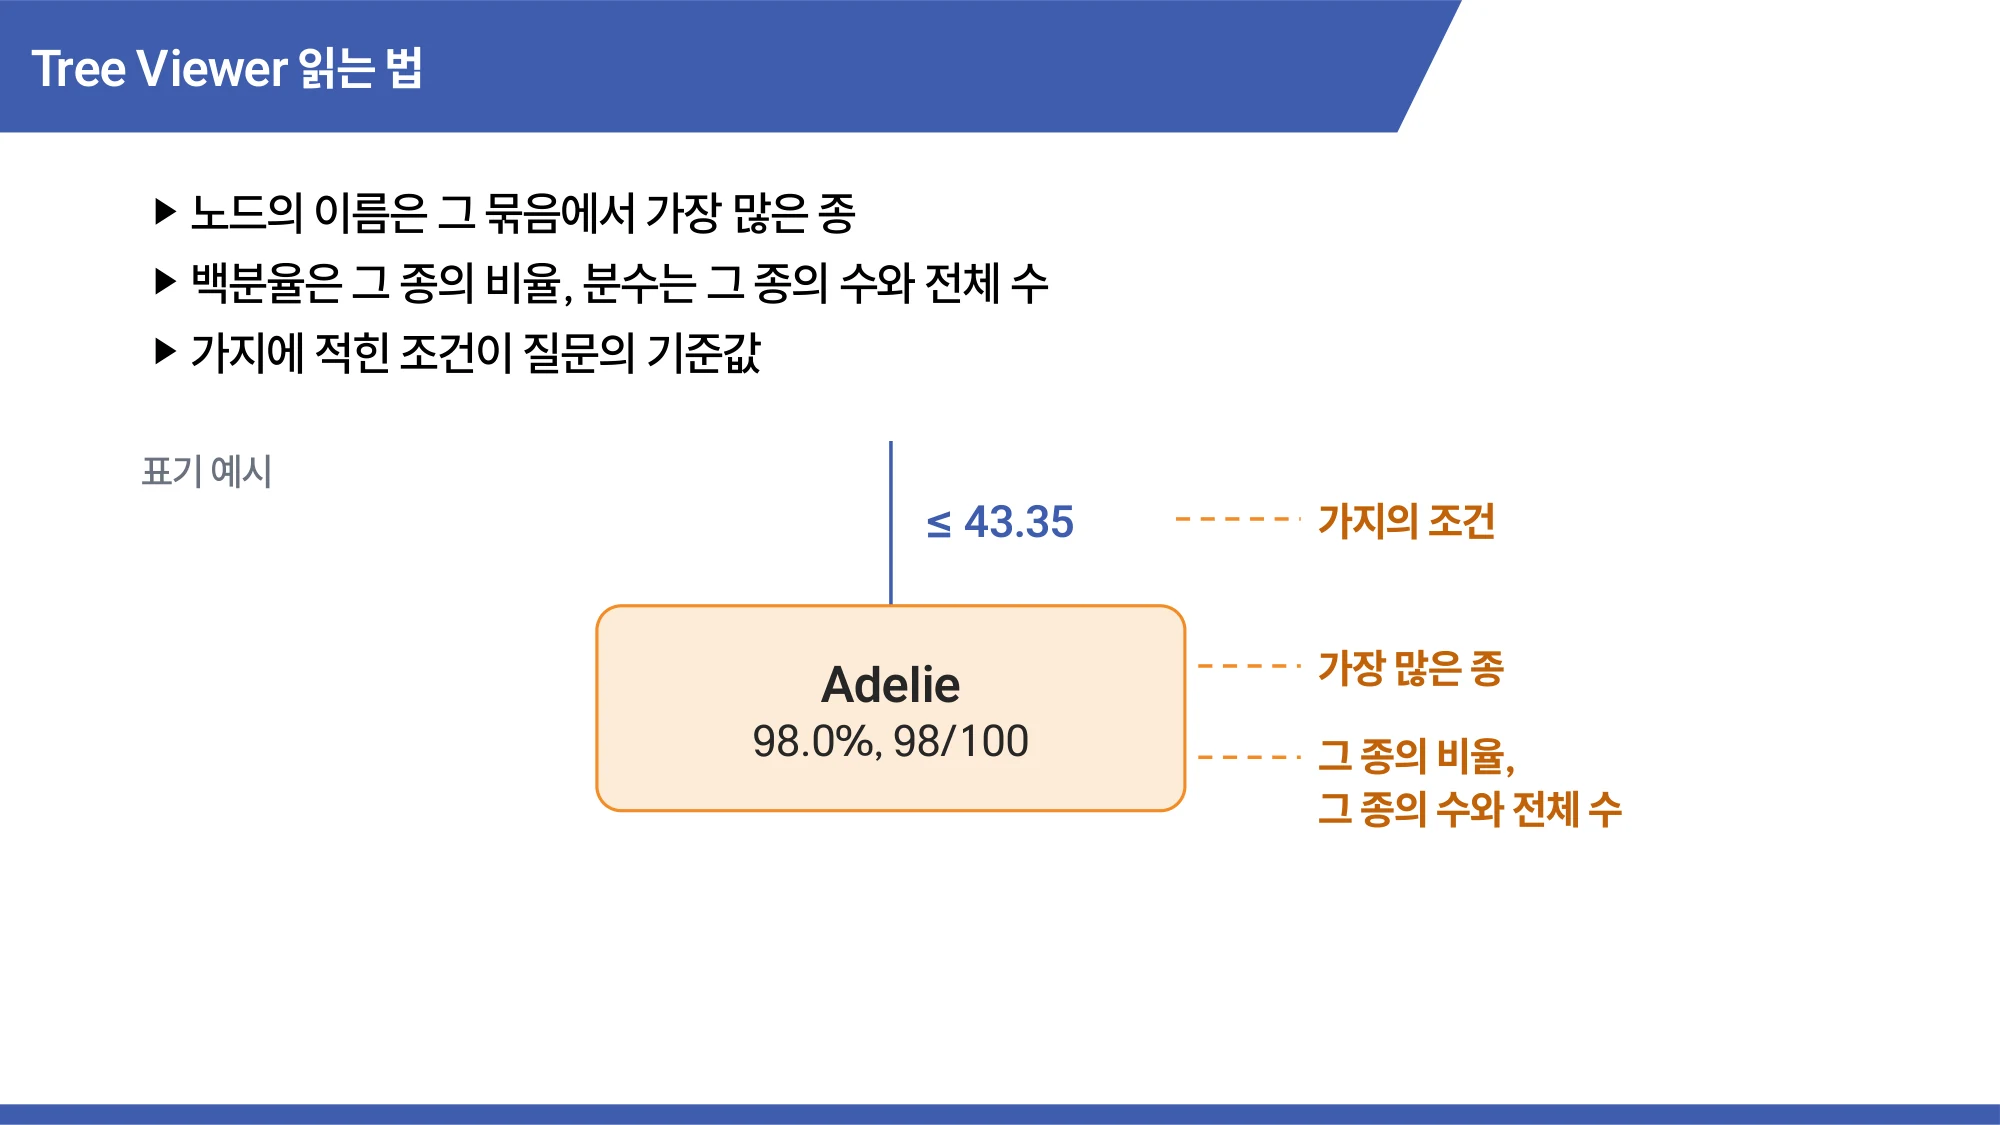 Tree Viewer 읽는 법
▶ 노드의 이름은 그 묶음에서 가장 많은 종
▶ 백분율은 그 종의 비율, 분수는 그 종의 수와 전체 수
▶ 가지에 적힌 조건이 질문의 기준값
표기 예시
≤ 43.35
가지의 조건
Adelie
98.0%, 98/100
가장 많은 종
그 종의 비율,
그 종의 수와 전체 수